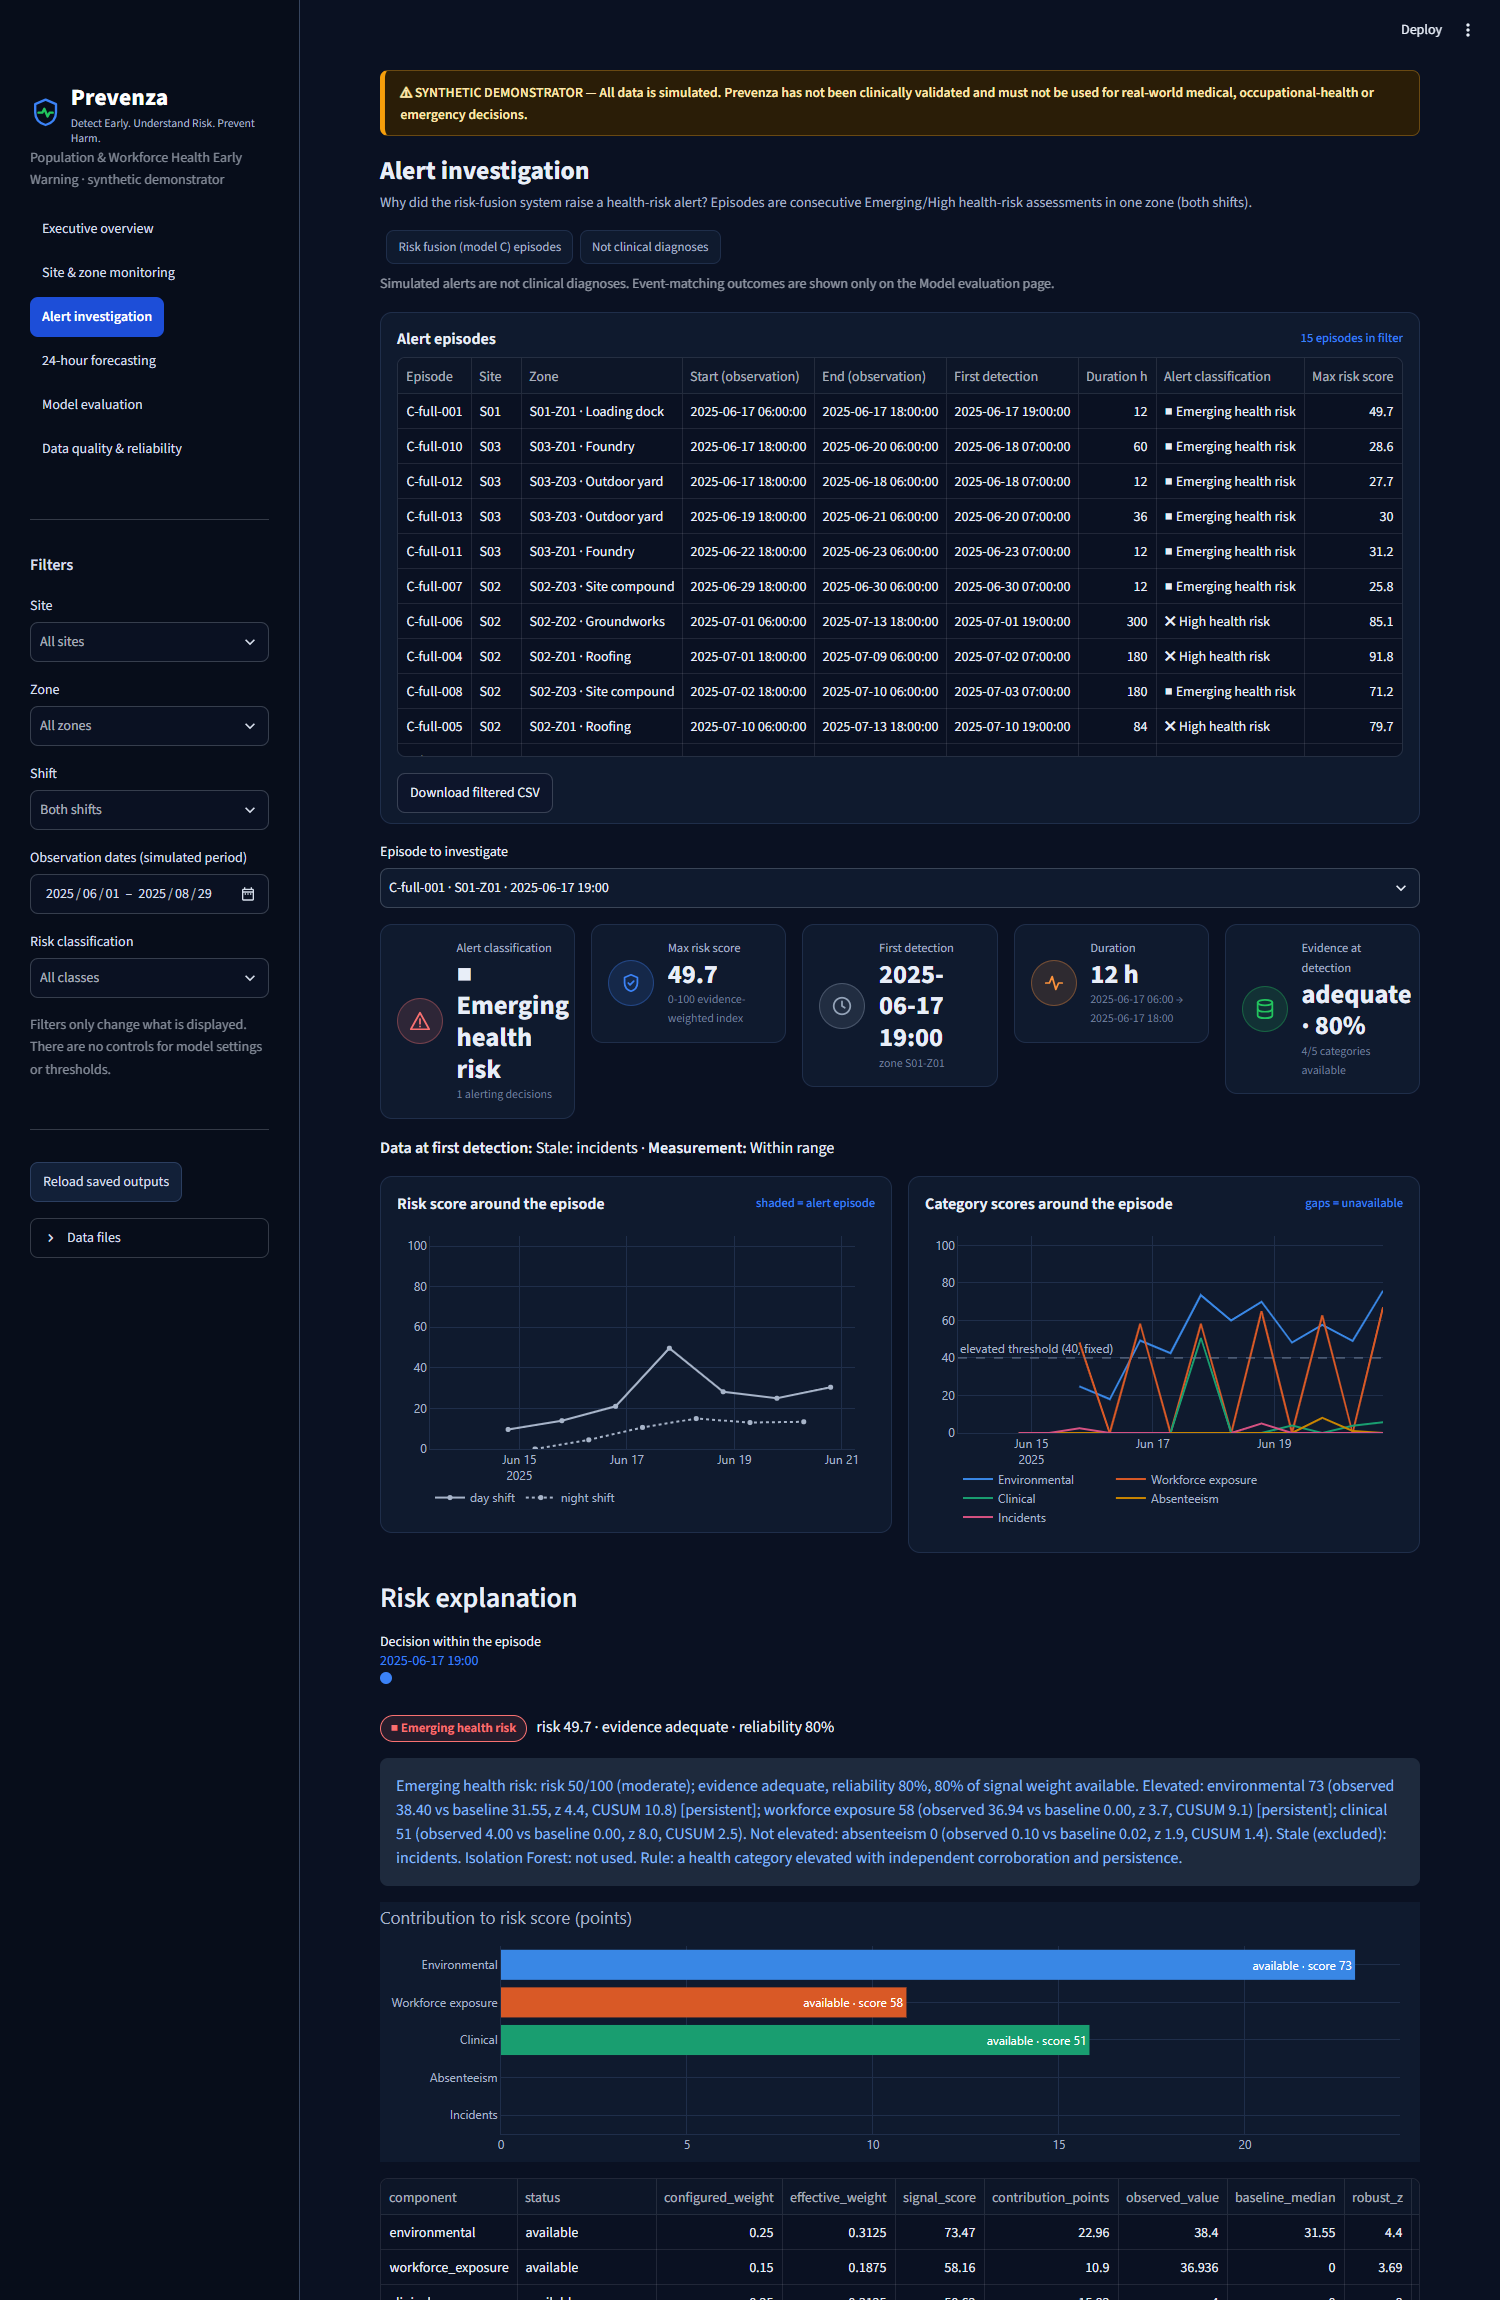 Deploy
Prevenza
Detect Early. Understand Risk. Prevent
Harm.
Population & Workforce Health Early
Warning · synthetic demonstrator
Executive overview
Site & zone monitoring
Alert investigation
24-hour forecasting
Model evaluation
Data quality & reliability
Filters
Site
All sites
Zone
All zones
Shift
Both shifts
Observation dates (simulated period)
2025/06/01 – 2025/08/29
Risk classification
All classes
Filters only change what is displayed.
There are no controls for model settings
or thresholds.
Reload saved outputs
Data files
⚠ SYNTHETIC DEMONSTRATOR — All data is simulated. Prevenza has not been clinically validated and must not be used for real-world medical, occupational-health or
emergency decisions.
Alert investigation
Why did the risk-fusion system raise a health-risk alert? Episodes are consecutive Emerging/High health-risk assessments in one zone (both shifts).
Risk fusion (model C) episodes Not clinical diagnoses
Simulated alerts are not clinical diagnoses. Event-matching outcomes are shown only on the Model evaluation page.
Alert episodes 15 episodes in filter
Episode Site Zone Start (observation) End (observation) First detection Duration h Alert classification Max risk score
C-full-001 S01 S01-Z01 · Loading dock 2025-06-17 06:00:00 2025-06-17 18:00:00 2025-06-17 19:00:00 12 ■ Emerging health risk 49.7
C-full-010 S03 S03-Z01 · Foundry 2025-06-17 18:00:00 2025-06-20 06:00:00 2025-06-18 07:00:00 60 ■ Emerging health risk 28.6
C-full-012 S03 S03-Z03 · Outdoor yard 2025-06-17 18:00:00 2025-06-18 06:00:00 2025-06-18 07:00:00 12 ■ Emerging health risk 27.7
C-full-013 S03 S03-Z03 · Outdoor yard 2025-06-19 18:00:00 2025-06-21 06:00:00 2025-06-20 07:00:00 36 ■ Emerging health risk 30
C-full-011 S03 S03-Z01 · Foundry 2025-06-22 18:00:00 2025-06-23 06:00:00 2025-06-23 07:00:00 12 ■ Emerging health risk 31.2
C-full-007 S02 S02-Z03 · Site compound 2025-06-29 18:00:00 2025-06-30 06:00:00 2025-06-30 07:00:00 12 ■ Emerging health risk 25.8
C-full-006 S02 S02-Z02 · Groundworks 2025-07-01 06:00:00 2025-07-13 18:00:00 2025-07-01 19:00:00 300 ✕ High health risk 85.1
C-full-004 S02 S02-Z01 · Roofing 2025-07-01 18:00:00 2025-07-09 06:00:00 2025-07-02 07:00:00 180 ✕ High health risk 91.8
C-full-008 S02 S02-Z03 · Site compound 2025-07-02 18:00:00 2025-07-10 06:00:00 2025-07-03 07:00:00 180 ■ Emerging health risk 71.2
C-full-005 S02 S02-Z01 · Roofing 2025-07-10 06:00:00 2025-07-13 18:00:00 2025-07-10 19:00:00 84 ✕ High health risk 79.7
Download filtered CSV
Episode to investigate
C-full-001 · S01-Z01 · 2025-06-17 19:00
Alert classification
■
Emerging
health
risk
1 alerting decisions
Max risk score
49.7
0-100 evidence-
weighted index
First detection
2025-
06-17
19:00
zone S01-Z01
Duration
12 h
2025-06-17 06:00 →
2025-06-17 18:00
Evidence at
detection
adequate
· 80%
4/5 categories
available
Data at first detection: Stale: incidents · Measurement: Within range
Risk score around the episode shaded = alert episode
100
80
60
40
20
0
Jun 15 Jun 17 Jun 19 Jun 21
2025
day shift night shift
Category scores around the episode gaps = unavailable
100
80
60
elevated threshold (40, fixed)
40
20
0
Jun 15 Jun 17 Jun 19
2025
Environmental Workforce exposure
Clinical Absenteeism
Incidents
Risk explanation
Decision within the episode
2025-06-17 19:00
■ Emerging health risk risk 49.7 · evidence adequate · reliability 80%
Emerging health risk: risk 50/100 (moderate); evidence adequate, reliability 80%, 80% of signal weight available. Elevated: environmental 73 (observed
38.40 vs baseline 31.55, z 4.4, CUSUM 10.8) [persistent]; workforce exposure 58 (observed 36.94 vs baseline 0.00, z 3.7, CUSUM 9.1) [persistent]; clinical
51 (observed 4.00 vs baseline 0.00, z 8.0, CUSUM 2.5). Not elevated: absenteeism 0 (observed 0.10 vs baseline 0.02, z 1.9, CUSUM 1.4). Stale (excluded):
incidents. Isolation Forest: not used. Rule: a health category elevated with independent corroboration and persistence.
Contribution to risk score (points)
Environmental available · score 73
Workforce exposure available · score 58
Clinical available · score 51
Absenteeism
Incidents
0 5 10 15 20
component status configured_weight effective_weight signal_score contribution_points observed_value baseline_median robust_z
environmental available 0.25 0.3125 73.47 22.96 38.4 31.55 4.4
workforce_exposure available 0.15 0.1875 58.16 10.9 36.936 0 3.69